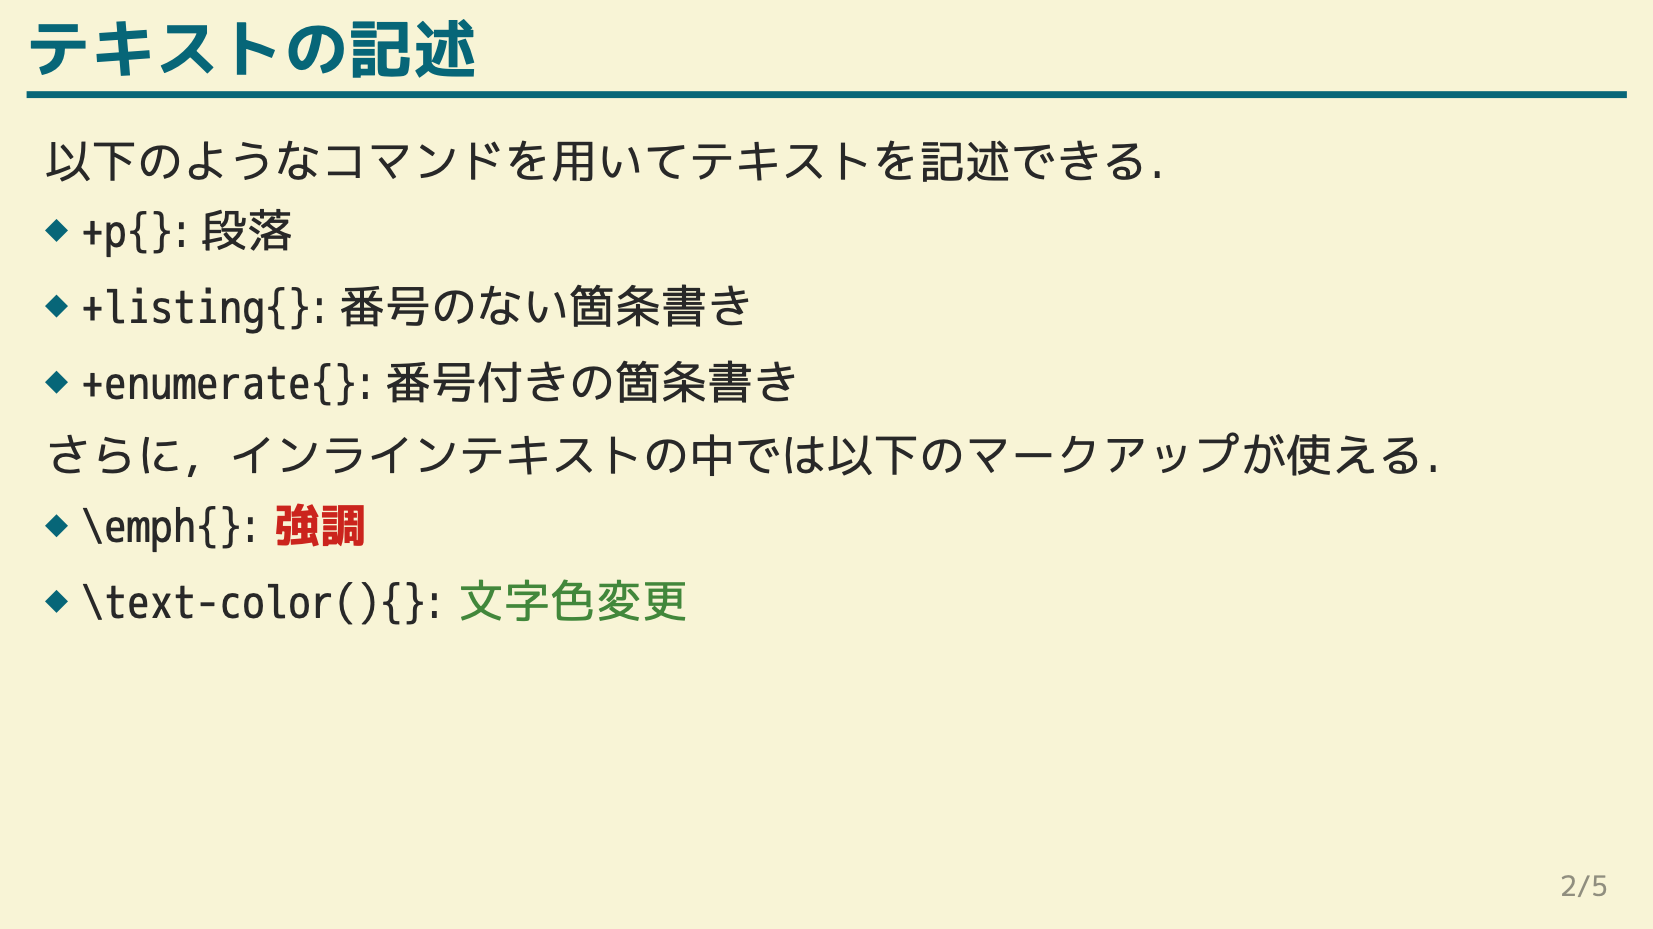 テキストの記述
以下のようなコマンドを用いてテキストを記述できる．
◆ +p{}: 段落
◆ +listing{}: 番号のない箇条書き
◆ +enumerate{}: 番号付きの箇条書き
さらに，インラインテキストの中では以下のマークアップが使える．
◆ \emph{}: 強調
◆ \text-color(){}: 文字色変更
2/5